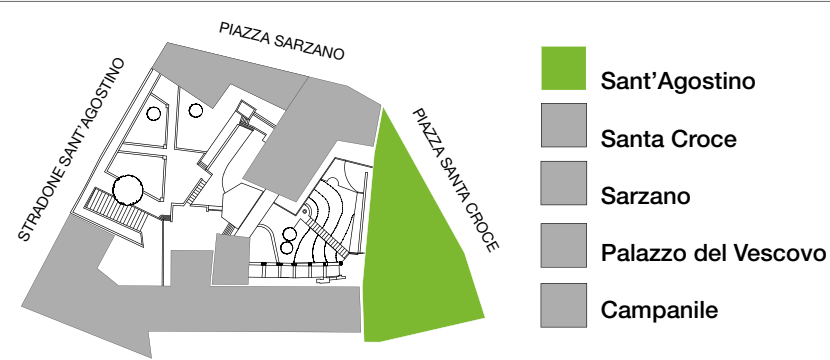 PIAZZA SARZANO
STRADONE SANT'AGOSTINO
PIAZZA SANTA CROCE
Sant'Agostino
Santa Croce
Sarzano
Palazzo del Vescovo
Campanile